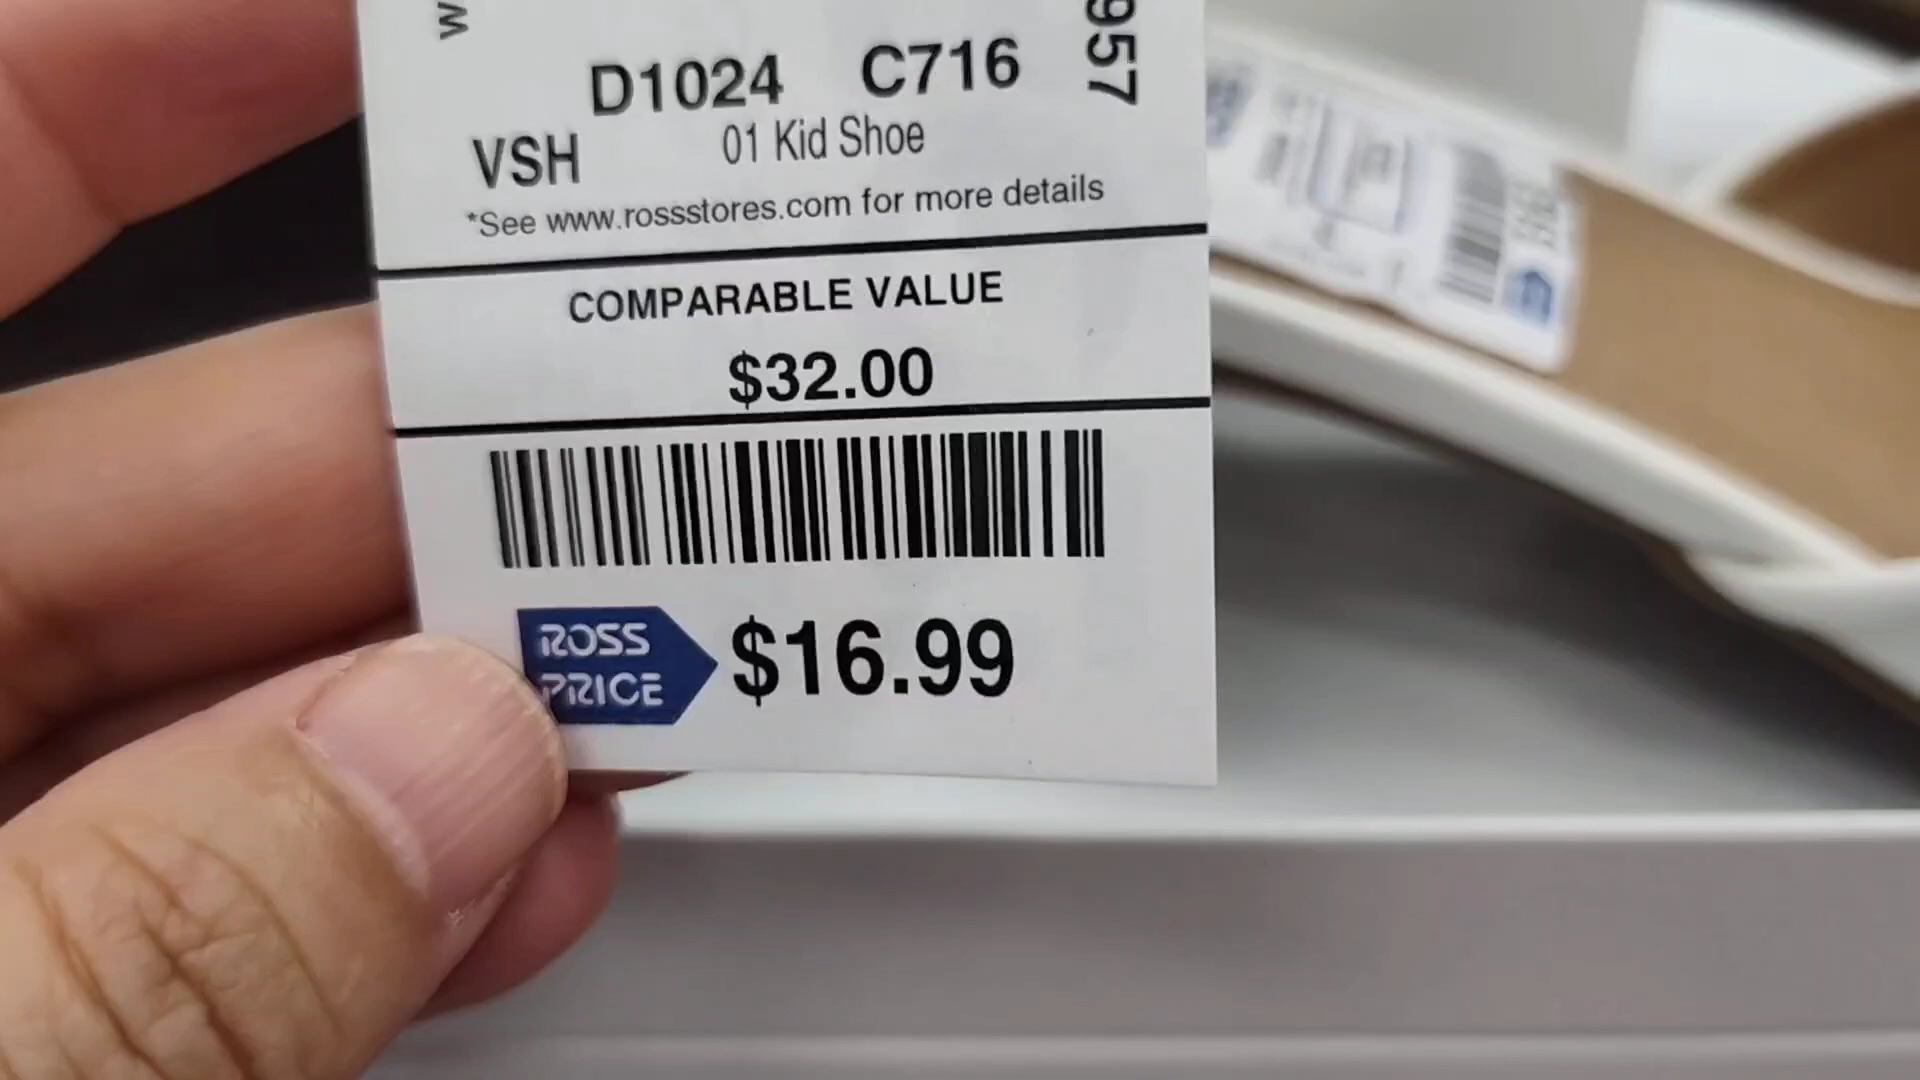 W
957
D1024 C716
VSH 01 Kid Shoe
*See www.rossstores.com for more details
COMPARABLE VALUE
$32.00
ROSS
PRICE
$16.99